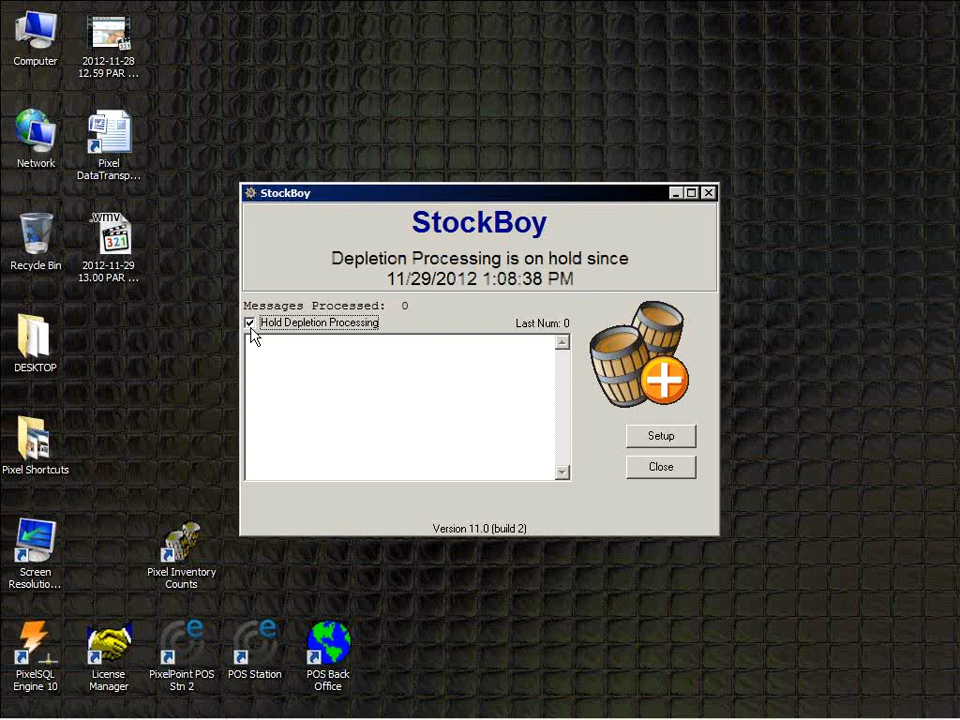 Computer
2012-11-28
12.59 PAR ...
Network
Pixel
DataTransp...
Recycle Bin
.wmv
321
2012-11-29
13.00 PAR ...
DESKTOP
Pixel Shortcuts
Screen
Resolutio...
Pixel Inventory
Counts
PixelSQL
Engine 10
License
Manager
PixelPoint POS
Stn 2
POS Station
POS Back
Office
StockBoy
StockBoy
Depletion Processing is on hold since
11/29/2012 1:08:38 PM
Messages Processed: 0
Hold Depletion Processing
Last Num: 0
Setup
Close
Version 11.0 (build 2)